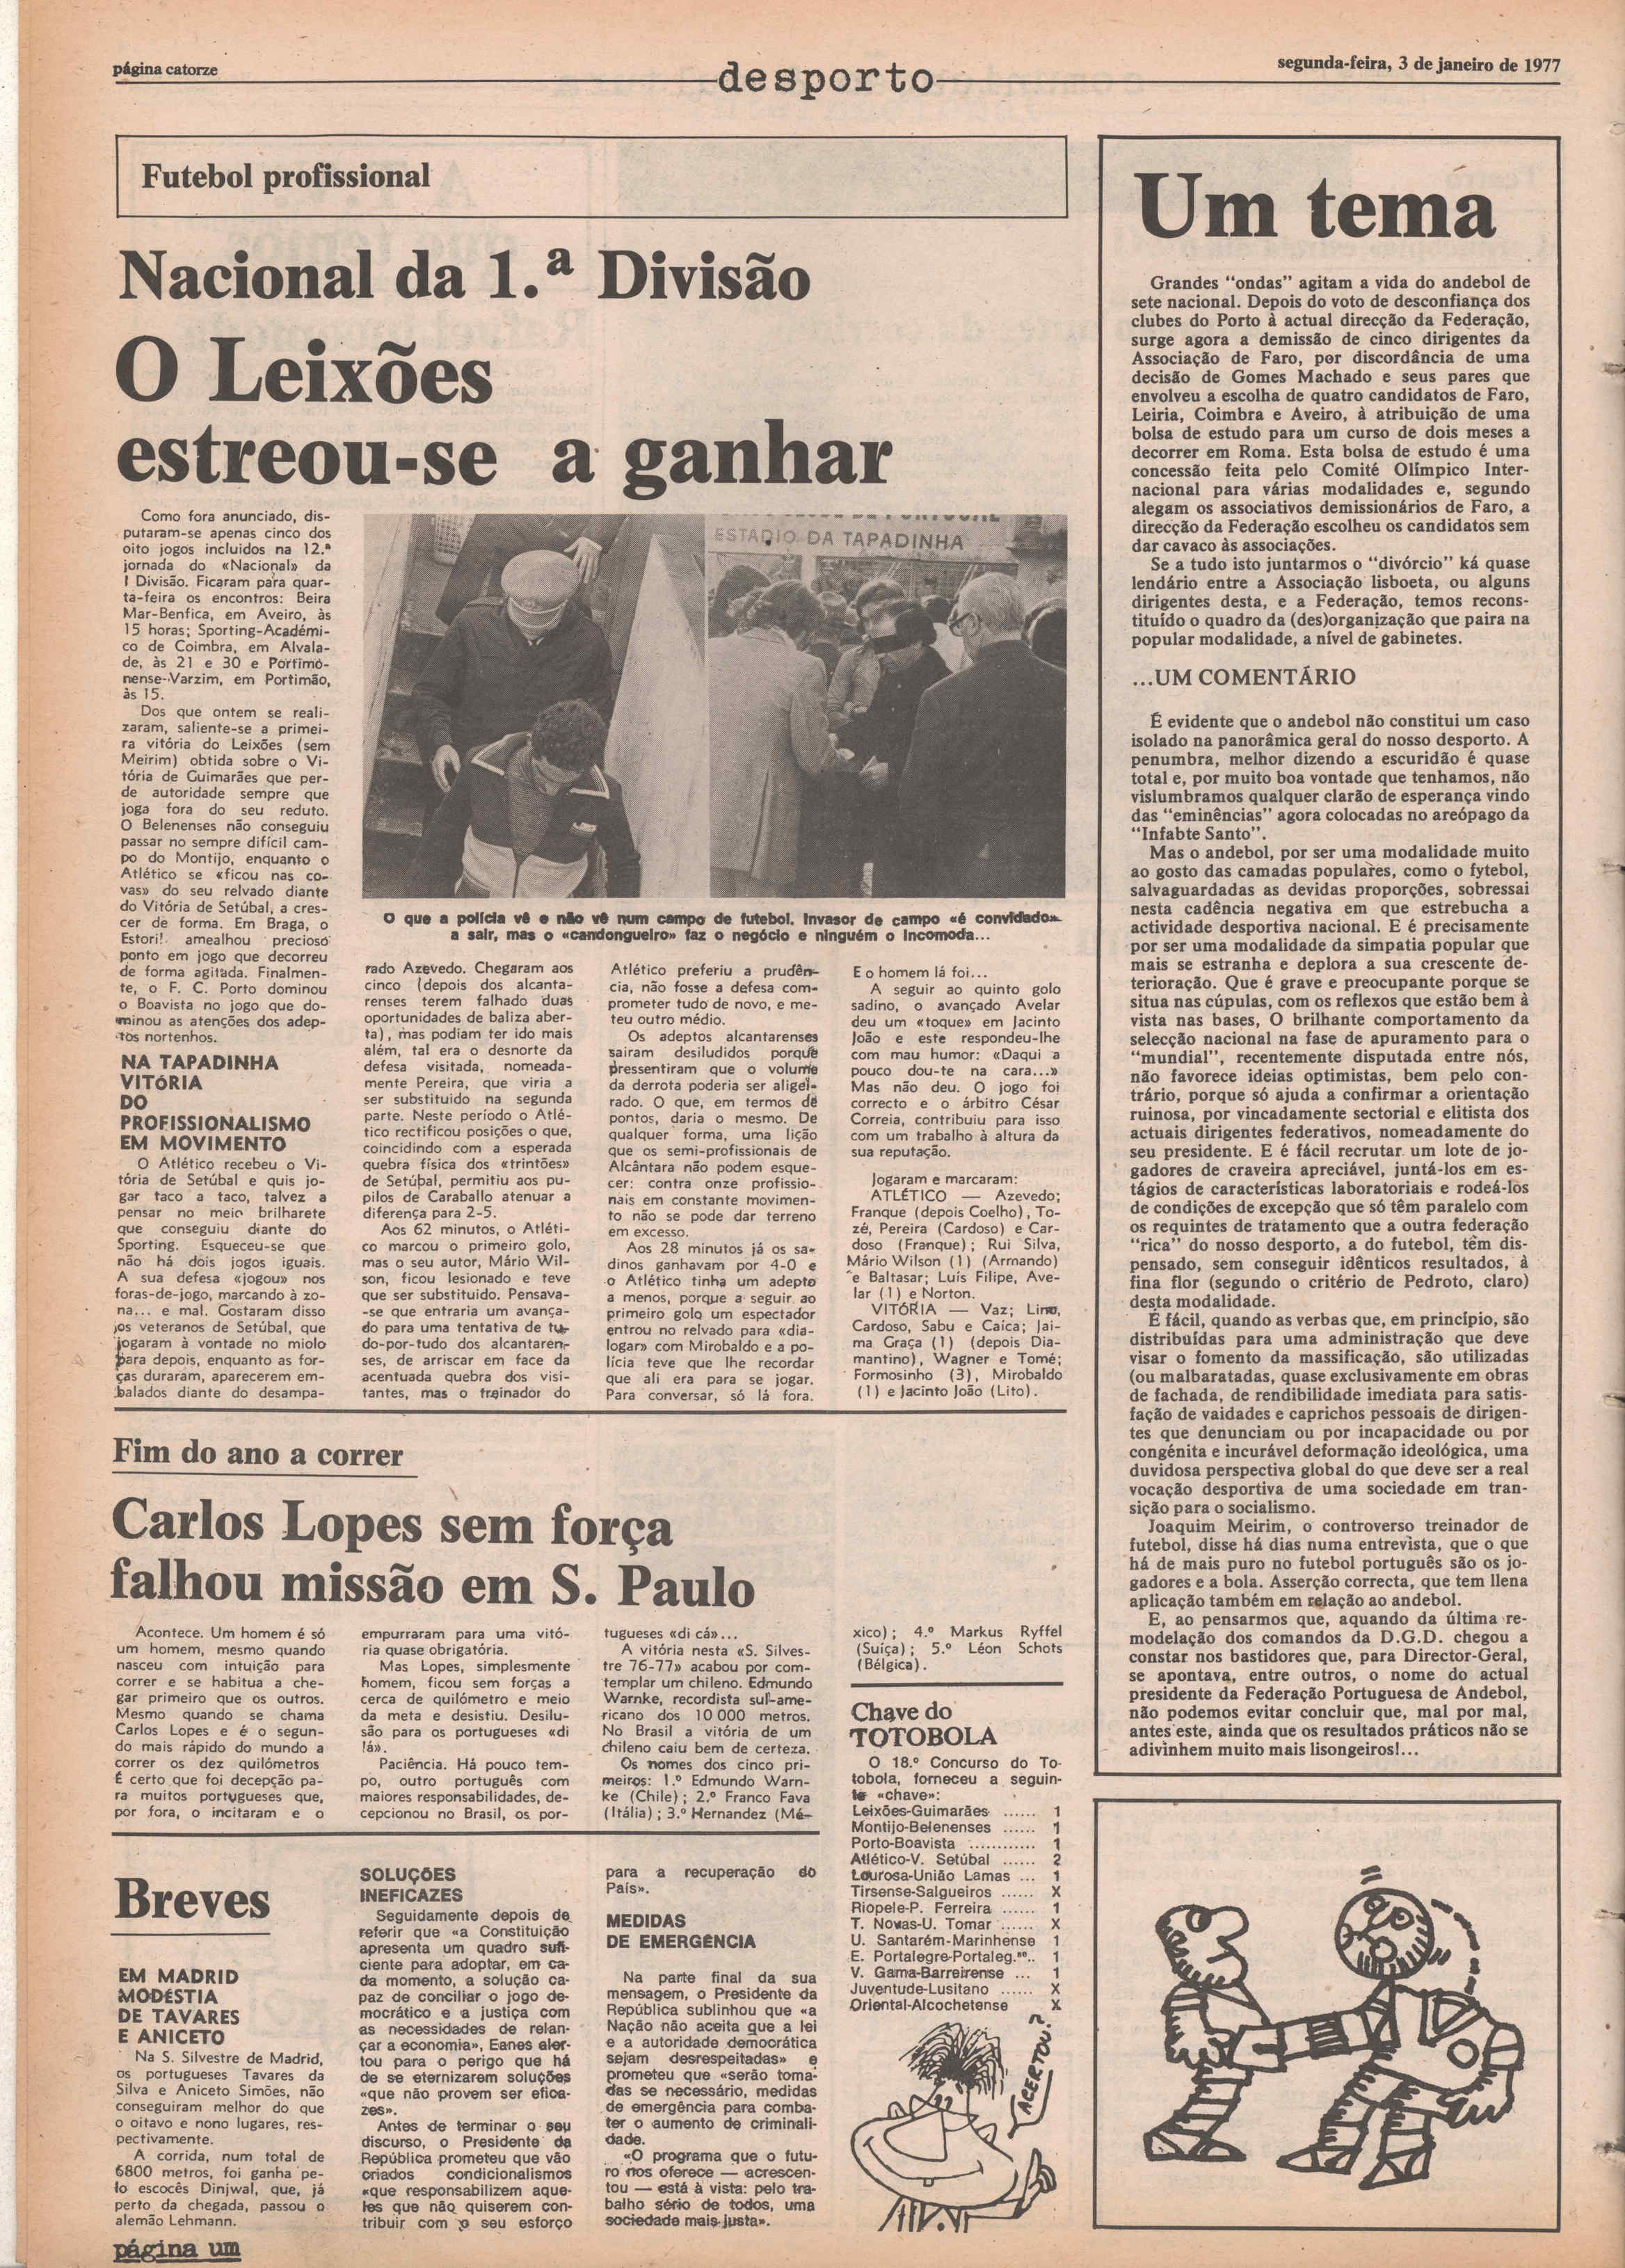 página catorze
desporto
segunda-feira, 3 de janeiro de 1977
Futebol profissional
Nacional da 1.ª Divisão
O Leixões
estreou-se a ganhar
Como fora anunciado, dis-
putaram-se apenas cinco dos
oito jogos incluidos na 12.ª
jornada do «Nacional» da
I Divisão. Ficaram para quar-
ta-feira os encontros: Beira
Mar-Benfica, em Aveiro, às
15 horas; Sporting-Académi-
co de Coimbra, em Alvala-
de, às 21 e 30 e Portimo-
nense-Varzim, em Portimão,
às 15.
Dos que ontem se reali-
zaram, saliente-se a primei-
ra vitória do Leixões (sem
Meirim) obtida sobre o Vi-
tória de Guimarães que per-
de autoridade sempre que
joga fora do seu reduto.
O Belenenses não conseguiu
passar no sempre difícil cam-
po do Montijo, enquanto o
Atlético se «ficou nas co-
vas» do seu relvado diante
do Vitória de Setúbal, a cres-
cer de forma. Em Braga, o
Estoril amealhou precioso
ponto em jogo que decorreu
de forma agitada. Finalmen-
te, o F. C. Porto dominou
o Boavista no jogo que do-
minou as atenções dos adep-
tos nortenhos.
NA TAPADINHA
VITÓRIA
DO
PROFISSIONALISMO
EM MOVIMENTO
O Atlético recebeu o Vi-
tória de Setúbal e quis jo-
gar taco a taco, talvez a
pensar no meio brilharete
que conseguiu diante do
Sporting. Esqueceu-se que
não há dois jogos iguais.
A sua defesa «jogou» nos
foras-de-jogo, marcando à zo-
na... e mal. Gostaram disso
os veteranos de Setúbal, que
jogaram à vontade no miolo
para depois, enquanto as for-
ças duraram, aparecerem em-
balados diante do desampa-
ESTADIO DA TAPADINHA
O que a polícia vê e não vê num campo de futebol. Invasor de campo «é convidado»
a sair, mas o «candongueiro» faz o negócio e ninguém o incomoda...
rado Azevedo. Chegaram aos
cinco (depois dos alcanta-
renses terem falhado duas
oportunidades de baliza aber-
ta), mas podiam ter ido mais
além, tal era o desnorte da
defesa visitada, nomeada-
mente Pereira, que viria a
ser substituido na segunda
parte. Neste período o Atlé-
tico rectificou posições o que,
coincidindo com a esperada
quebra física dos «trintões»
de Setúbal, permitiu aos pu-
pilos de Caraballo atenuar a
diferença para 2-5.
Aos 62 minutos, o Atléti-
co marcou o primeiro golo,
mas o seu autor, Mário Wil-
son, ficou lesionado e teve
que ser substituido. Pensava-
-se que entraria um avança-
do para uma tentativa de tu-
do-por-tudo dos alcantaren-
ses, de arriscar em face da
acentuada quebra dos visi-
tantes, mas o treinador do
Atlético preferiu a prudên-
cia, não fosse a defesa com-
prometer tudo de novo, e me-
teu outro médio.
Os adeptos alcantarenses
sairam desiludidos porque
pressentiram que o volume
da derrota poderia ser aligei-
rado. O que, em termos de
pontos, daria o mesmo. De
qualquer forma, uma lição
que os semi-profissionais de
Alcântara não podem esque-
cer: contra onze profissio-
nais em constante movimen-
to não se pode dar terreno
em excesso.
Aos 28 minutos já os sa-
dinos ganhavam por 4-0 e
o Atlético tinha um adepto
a menos, porque a seguir ao
primeiro golo um espectador
entrou no relvado para «dia-
logar» com Mirobaldo e a po-
lícia teve que lhe recordar
que ali era para se jogar.
Para conversar, só lá fora.
E o homem lá foi...
A seguir ao quinto golo
sadino, o avançado Avelar
deu um «toque» em Jacinto
João e este respondeu-lhe
com mau humor: «Daqui a
pouco dou-te na cara...»
Mas não deu. O jogo foi
correcto e o árbitro César
Correia, contribuiu para isso
com um trabalho à altura da
sua reputação.
Jogaram e marcaram:
ATLÉTICO — Azevedo;
Franque (depois Coelho), To-
zé, Pereira (Cardoso) e Car-
doso (Franque); Rui Silva,
Mário Wilson (1) (Armando)
e Baltasar; Luís Filipe, Ave-
lar (1) e Norton.
VITÓRIA — Vaz; Lino,
Cardoso, Sabu e Caíca; Jai-
ma Graça (1) (depois Dia-
mantino), Wagner e Tomé;
Formosinho (3), Mirobaldo
(1) e Jacinto João (Lito).
Fim do ano a correr
Carlos Lopes sem força
falhou missão em S. Paulo
Acontece. Um homem é só
um homem, mesmo quando
nasceu com intuição para
correr e se habitua a che-
gar primeiro que os outros.
Mesmo quando se chama
Carlos Lopes e é o segun-
do mais rápido do mundo a
correr os dez quilómetros
É certo que foi decepção pa-
ra muitos portugueses que,
por fora, o incitaram e o
empurraram para uma vitó-
ria quase obrigatória.
Mas Lopes, simplesmente
homem, ficou sem forças a
cerca de quilómetro e meio
da meta e desistiu. Desilu-
são para os portugueses «di
lá».
Paciência. Há pouco tem-
po, outro português com
maiores responsabilidades, de-
cepcionou no Brasil, os por-
tugueses «di cá»...
A vitória nesta «S. Silves-
tre 76-77» acabou por com-
templar um chileno. Edmundo
Warnke, recordista sul-ame-
ricano dos 10 000 metros.
No Brasil a vitória de um
chileno caiu bem de certeza.
Os nomes dos cinco pri-
meiros: 1.º Edmundo Warn-
ke (Chile); 2.º Franco Fava
(Itália); 3.º Hernandez (Mé-
xico); 4.º Markus Ryffel
(Suíça); 5.º Léon Schots
(Bélgica).
Chave do
TOTOBOLA
O 18.º Concurso do To-
tobola, forneceu a seguin-
te «chave»:
Leixões-Guimarães ...... 1
Montijo-Belenenses ...... 1
Porto-Boavista ............ 1
Atlético-V. Setúbal ...... 2
Lourosa-União Lamas ... 1
Tirsense-Salgueiros ...... X
Riopele-P. Ferreira ...... 1
T. Novas-U. Tomar ...... X
U. Santarém-Marinhense 1
E. Portalegre-Portaleg.ⁿᵉ.. 1
V. Gama-Barreirense ... 1
Juventude-Lusitano ...... X
Oriental-Alcochetense X
ACERTOU?
Breves
EM MADRID
MODÉSTIA
DE TAVARES
E ANICETO
Na S. Silvestre de Madrid,
os portugueses Tavares da
Silva e Aniceto Simões, não
conseguiram melhor do que
o oitavo e nono lugares, res-
pectivamente.
A corrida, num total de
6800 metros, foi ganha pe-
lo escocês Dinjwal, que, já
perto da chegada, passou o
alemão Lehmann.
página um
SOLUÇÕES
INEFICAZES
Seguidamente depois de
referir que «a Constituição
apresenta um quadro sufi-
ciente para adoptar, em ca-
da momento, a solução ca-
paz de conciliar o jogo de-
mocrático e a justiça com
as necessidades de relan-
çar a economia», Eanes aler-
tou para o perigo que há
de se eternizarem soluções
«que não provem ser efica-
zes».
Antes de terminar o seu
discurso, o Presidente da
República prometeu que vão
criados condicionalismos
«que responsabilizem aque-
les que não quiserem con-
tribuir com o seu esforço
para a recuperação do
País».
MEDIDAS
DE EMERGÊNCIA
Na parte final da sua
mensagem, o Presidente da
República sublinhou que «a
Nação não aceita que a lei
e a autoridade democrática
sejam desrespeitadas» e
prometeu que «serão toma-
das se necessário, medidas
de emergência para comba-
ter o aumento de criminali-
dade.
«O programa que o futu-
ro nos oferece — acrescen-
tou — está à vista: pelo tra-
balho sério de todos, uma
sociedade mais justa».
Um tema
Grandes "ondas" agitam a vida do andebol de
sete nacional. Depois do voto de desconfiança dos
clubes do Porto à actual direcção da Federação,
surge agora a demissão de cinco dirigentes da
Associação de Faro, por discordância de uma
decisão de Gomes Machado e seus pares que
envolveu a escolha de quatro candidatos de Faro,
Leiria, Coimbra e Aveiro, à atribuição de uma
bolsa de estudo para um curso de dois meses a
decorrer em Roma. Esta bolsa de estudo é uma
concessão feita pelo Comité Olímpico Inter-
nacional para várias modalidades e, segundo
alegam os associativos demissionários de Faro, a
direcção da Federação escolheu os candidatos sem
dar cavaco às associações.
Se a tudo isto juntarmos o "divórcio" ká quase
lendário entre a Associação lisboeta, ou alguns
dirigentes desta, e a Federação, temos recons-
tituído o quadro da (des)organização que paira na
popular modalidade, a nível de gabinetes.
...UM COMENTÁRIO
É evidente que o andebol não constitui um caso
isolado na panorâmica geral do nosso desporto. A
penumbra, melhor dizendo a escuridão é quase
total e, por muito boa vontade que tenhamos, não
vislumbramos qualquer clarão de esperança vindo
das "eminências" agora colocadas no areópago da
"Infabte Santo".
Mas o andebol, por ser uma modalidade muito
ao gosto das camadas populares, como o fytebol,
salvaguardadas as devidas proporções, sobressai
nesta cadência negativa em que estrebucha a
actividade desportiva nacional. E é precisamente
por ser uma modalidade da simpatia popular que
mais se estranha e deplora a sua crescente de-
terioração. Que é grave e preocupante porque se
situa nas cúpulas, com os reflexos que estão bem à
vista nas bases, O brilhante comportamento da
selecção nacional na fase de apuramento para o
"mundial", recentemente disputada entre nós,
não favorece ideias optimistas, bem pelo con-
trário, porque só ajuda a confirmar a orientação
ruinosa, por vincadamente sectorial e elitista dos
actuais dirigentes federativos, nomeadamente do
seu presidente. E é fácil recrutar um lote de jo-
gadores de craveira apreciável, juntá-los em es-
tágios de características laboratoriais e rodeá-los
de condições de excepção que só têm paralelo com
os requintes de tratamento que a outra federação
"rica" do nosso desporto, a do futebol, têm dis-
pensado, sem conseguir idênticos resultados, à
fina flor (segundo o critério de Pedroto, claro)
desta modalidade.
É fácil, quando as verbas que, em princípio, são
distribuídas para uma administração que deve
visar o fomento da massificação, são utilizadas
(ou malbaratadas, quase exclusivamente em obras
de fachada, de rendibilidade imediata para satis-
fação de vaidades e caprichos pessoais de dirigen-
tes que denunciam ou por incapacidade ou por
congénita e incurável deformação ideológica, uma
duvidosa perspectiva global do que deve ser a real
vocação desportiva de uma sociedade em tran-
sição para o socialismo.
Joaquim Meirim, o controverso treinador de
futebol, disse há dias numa entrevista, que o que
há de mais puro no futebol português são os jo-
gadores e a bola. Asserção correcta, que tem llena
aplicação também em relação ao andebol.
E, ao pensarmos que, aquando da última re-
modelação dos comandos da D.G.D. chegou a
constar nos bastidores que, para Director-Geral,
se apontava, entre outros, o nome do actual
presidente da Federação Portuguesa de Andebol,
não podemos evitar concluir que, mal por mal,
antes este, ainda que os resultados práticos não se
adivinhem muito mais lisongeiros!...